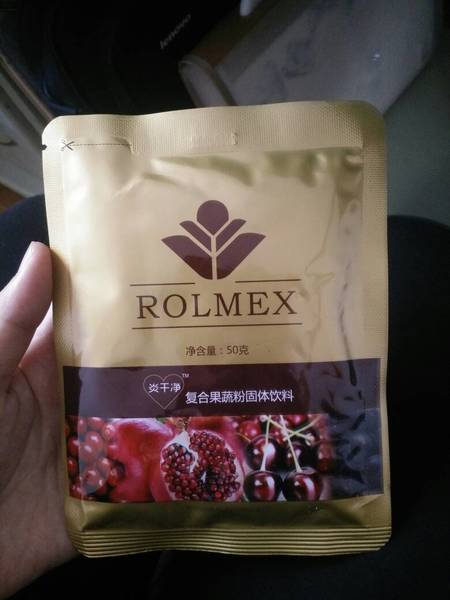 lenovo
ROLMEX
净含量：50克
炎干净™
复合果蔬粉固体饮料